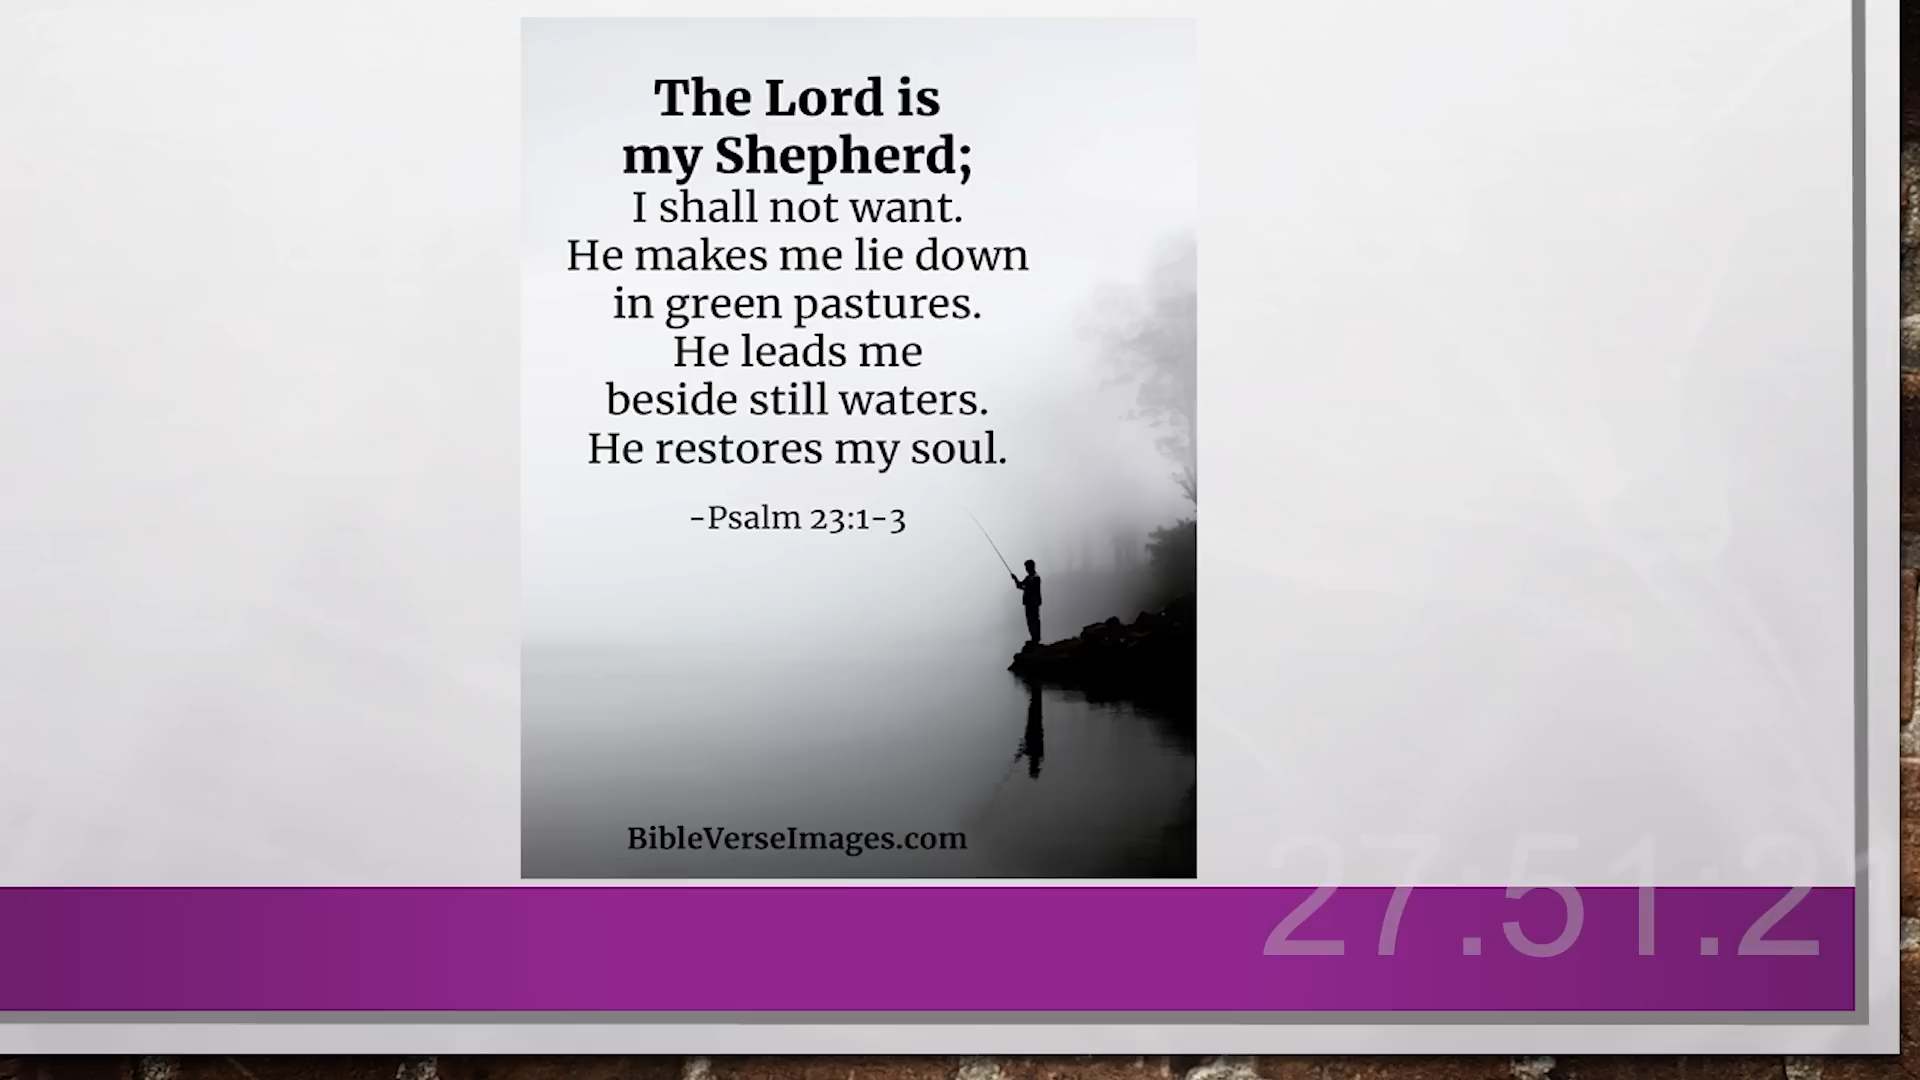 The Lord is
my Shepherd;
I shall not want.
He makes me lie down
in green pastures.
He leads me
beside still waters.
He restores my soul.
-Psalm 23:1-3
BibleVerseImages.com
27:51:21